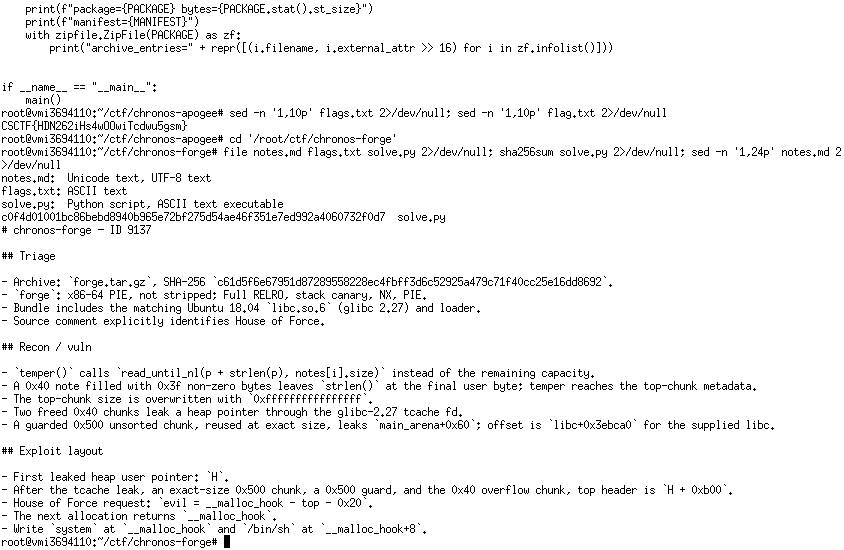 print(f"package={PACKAGE} bytes={PACKAGE.stat().st_size}")
    print(f"manifest={MANIFEST}")
    with zipfile.ZipFile(PACKAGE) as zf:
        print("archive_entries=" + repr([(i.filename, i.external_attr >> 16) for i in zf.infolist()]))


if __name__ == "__main__":
    main()
root@vmi3694110:~/ctf/chronos-apogee# sed -n '1,10p' flags.txt 2>/dev/null; sed -n '1,10p' flag.txt 2>/dev/null
CSCTF{HDN262iHs4wOOwiTcdwu5gsm}
root@vmi3694110:~/ctf/chronos-apogee# cd '/root/ctf/chronos-forge'
root@vmi3694110:~/ctf/chronos-forge# file notes.md flags.txt solve.py 2>/dev/null; sha256sum solve.py 2>/dev/null; sed -n '1,24p' notes.md 2
>/dev/null
notes.md:  Unicode text, UTF-8 text
flags.txt: ASCII text
solve.py:  Python script, ASCII text executable
c0f4d01001bc86bebd8940b965e72bf275d54ae46f351e7ed992a4060732f0d7  solve.py
# chronos-forge — ID 9137

## Triage

- Archive: `forge.tar.gz`, SHA-256 `c61d5f6e67951d87289558228ec4fbff3d6c52925a479c71f40cc25e16dd8692`.
- `forge`: x86-64 PIE, not stripped; Full RELRO, stack canary, NX, PIE.
- Bundle includes the matching Ubuntu 18.04 `libc.so.6` (glibc 2.27) and loader.
- Source comment explicitly identifies House of Force.

## Recon / vuln

- `temper()` calls `read_until_nl(p + strlen(p), notes[i].size)` instead of the remaining capacity.
- A 0x40 note filled with 0x3f non-zero bytes leaves `strlen()` at the final user byte; temper reaches the top-chunk metadata.
- The top-chunk size is overwritten with `0xffffffffffffffff`.
- Two freed 0x40 chunks leak a heap pointer through the glibc-2.27 tcache fd.
- A guarded 0x500 unsorted chunk, reused at exact size, leaks `main_arena+0x60`; offset is `libc+0x3ebca0` for the supplied libc.

## Exploit layout

- First leaked heap user pointer: `H`.
- After the tcache leak, an exact-size 0x500 chunk, a 0x500 guard, and the 0x40 overflow chunk, top header is `H + 0xb00`.
- House of Force request: `evil = __malloc_hook - top - 0x20`.
- The next allocation returns `__malloc_hook`.
- Write `system` at `__malloc_hook` and `/bin/sh` at `__malloc_hook+8`.
root@vmi3694110:~/ctf/chronos-forge#